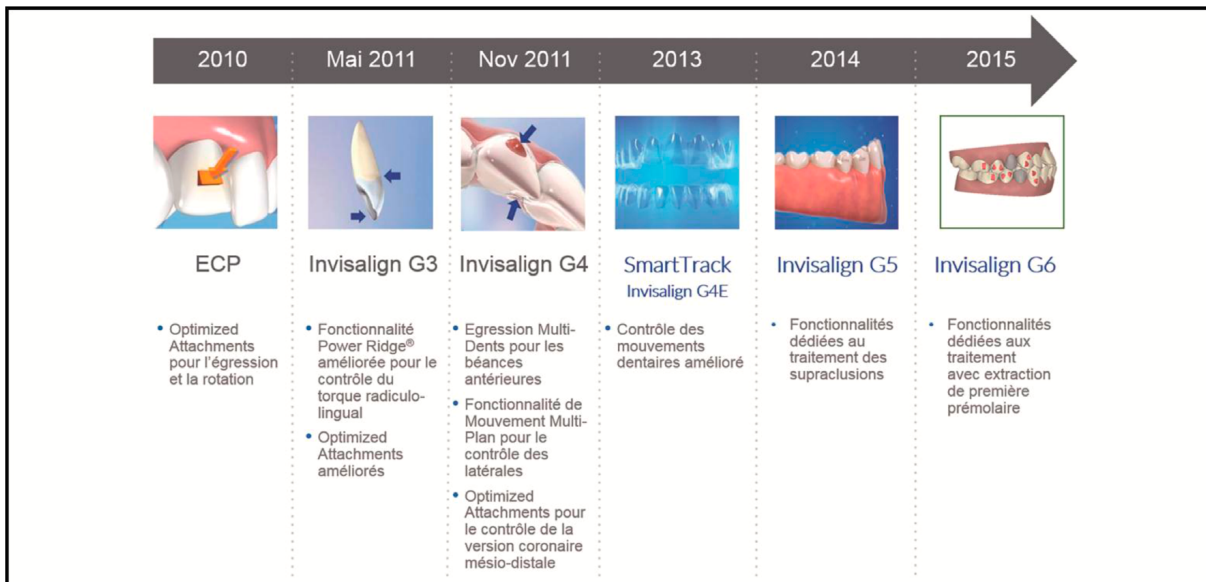 2010
Mai 2011
Nov 2011
2013
2014
2015
ECP
Invisalign G3
Invisalign G4
SmartTrack
Invisalign G4E
Invisalign G5
Invisalign G6
• Optimized
Attachments
pour l'égression
et la rotation
• Fonctionnalité
Power Ridge®
améliorée pour le
contrôle du
torque radiculo-
lingual
• Optimized
Attachments
améliorés
• Egression Multi-
Dents pour les
béances
antérieures
• Fonctionnalité de
Mouvement Multi-
Plan pour le
contrôle des
latérales
• Optimized
Attachments pour
le contrôle de la
version coronaire
mésio-distale
• Contrôle des
mouvements
dentaires amélioré
• Fonctionnalités
dédiées au
traitement des
supraclusions
• Fonctionnalités
dédiées aux
traitement
avec extraction
de première
prémolaire